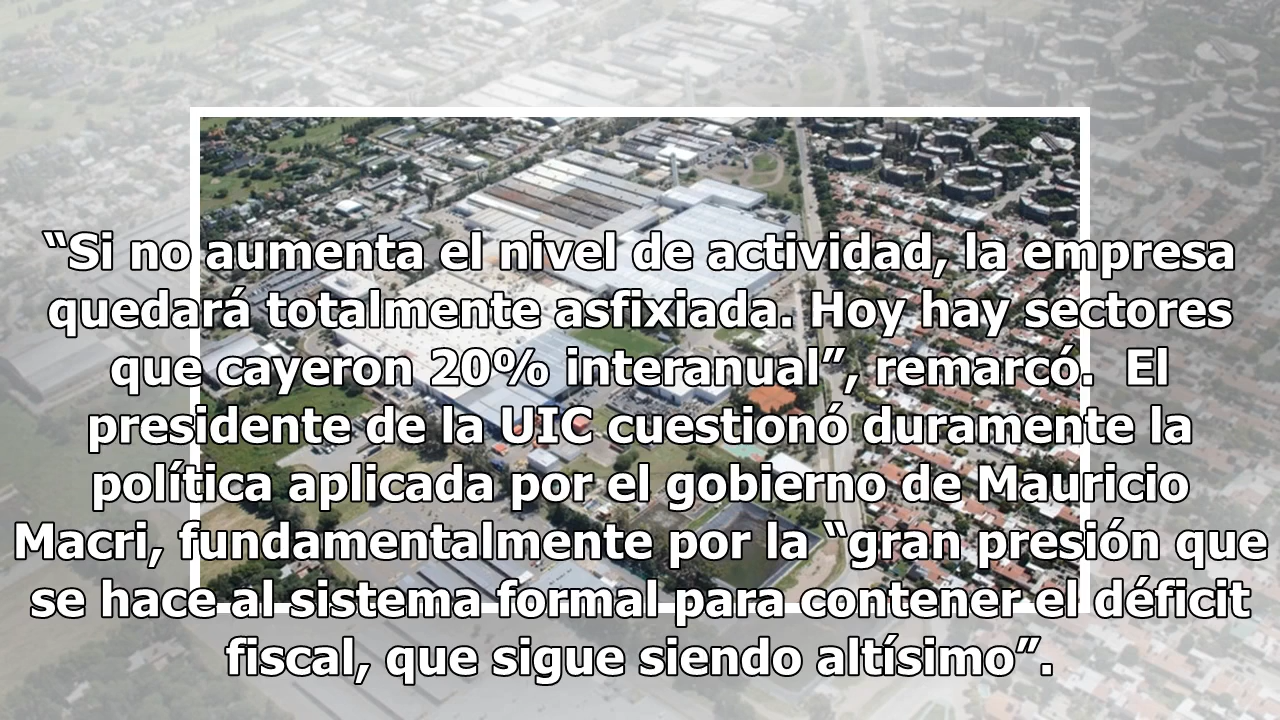 “Si no aumenta el nivel de actividad, la empresa
quedará totalmente asfixiada. Hoy hay sectores
que cayeron 20% interanual”, remarcó.  El
presidente de la UIC cuestionó duramente la
política aplicada por el gobierno de Mauricio
Macri, fundamentalmente por la “gran presión que
se hace al sistema formal para contener el déficit
fiscal, que sigue siendo altísimo”.